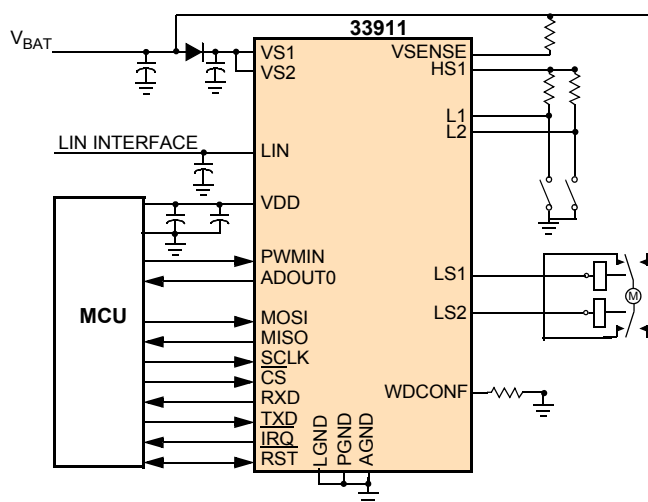 33911
V BAT
VS1
VS2
VSENSE
HS1
L1
L2
LIN INTERFACE
LIN
VDD
PWMIN
ADOUT0
LS1
LS2
M
MCU
MOSI
MISO
SCLK
CS
RXD
TXD
IRQ
RST
WDCONF
LGND
PGND
AGND